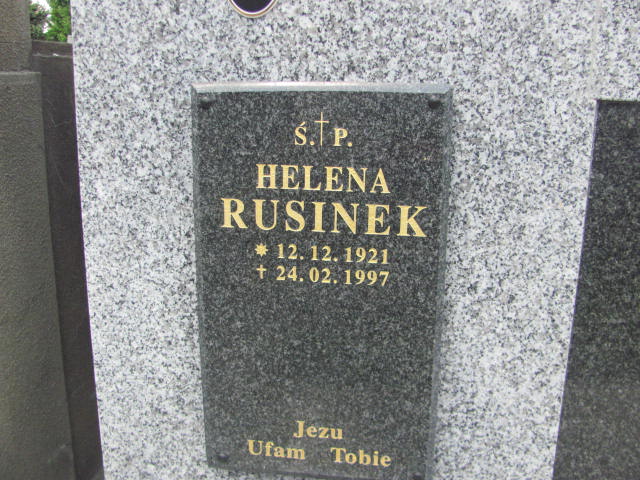 Ś.†P.
HELENA
RUSINEK
* 12.12.1921
† 24.02.1997
Jezu
Ufam Tobie